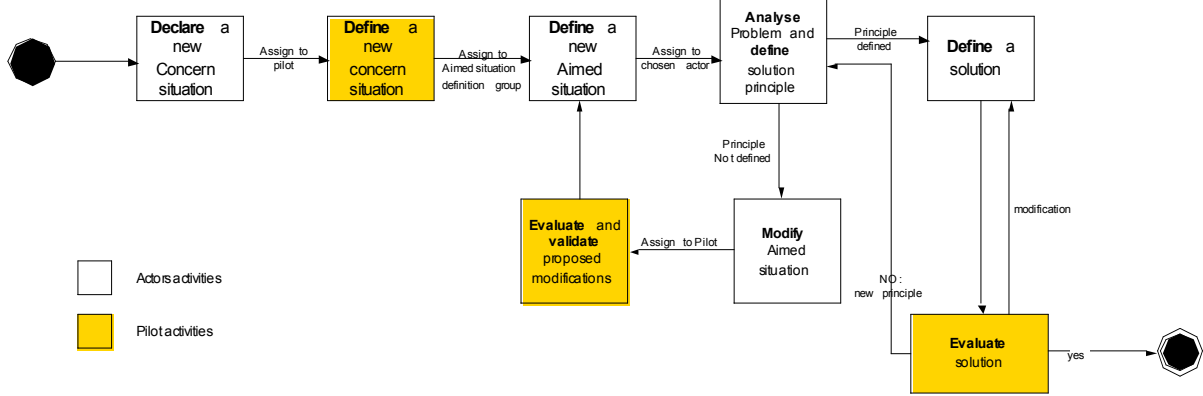 Declare a
new
Concern
situation
Assign to
pilot
Define a
new
concern
situation
Assign to
Aimed situation
definition group
Define a
new
Aimed
situation
Assign to
chosen actor
Analyse
Problem and
define
solution
principle
Principle
defined
Define a
solution
Principle
Not defined
modification
Evaluate and
validate
proposed
modifications
Assign to Pilot
Modify
Aimed
situation
NO :
new principle
Actors activities
Pilot activities
Evaluate
solution
yes